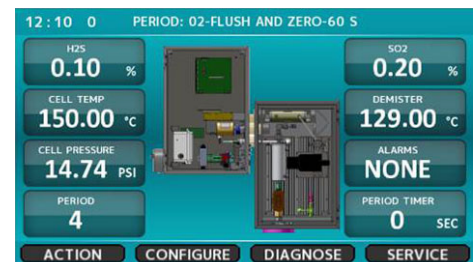 12:10 0 PERIOD: 02-FLUSH AND ZERO-60 S
H2S
0.10 %
CELL TEMP
150.00 °C
CELL PRESSURE
14.74 PSI
PERIOD
4
SO2
0.20 %
DEMISTER
129.00 °C
ALARMS
NONE
PERIOD TIMER
0 SEC
ACTION CONFIGURE DIAGNOSE SERVICE